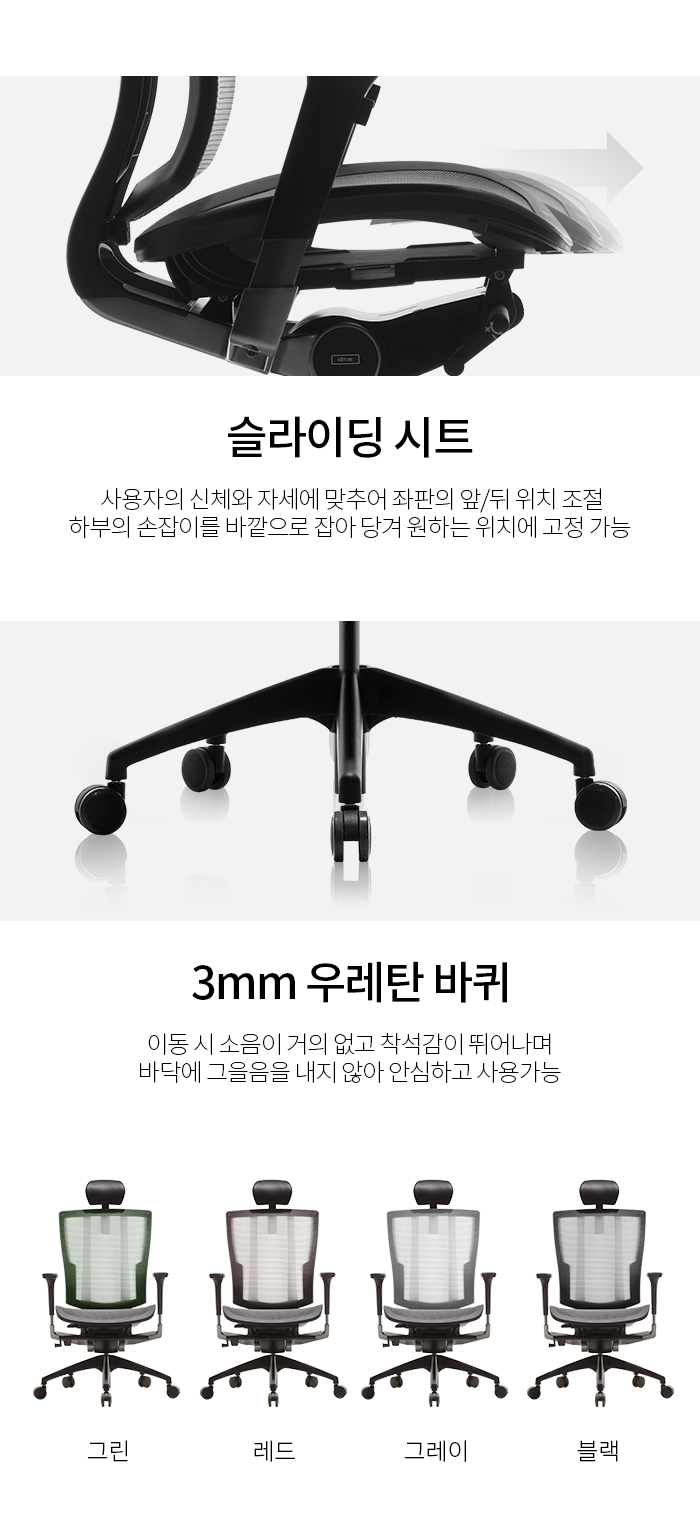 슬라이딩 시트
사용자의 신체와 자세에 맞추어 좌판의 앞/뒤 위치 조절
하부의 손잡이를 바깥으로 잡아 당겨 원하는 위치에 고정 가능
3mm 우레탄 바퀴
이동 시 소음이 거의 없고 착석감이 뛰어나며
바닥에 그을음을 내지 않아 안심하고 사용가능
그린
레드
그레이
블랙